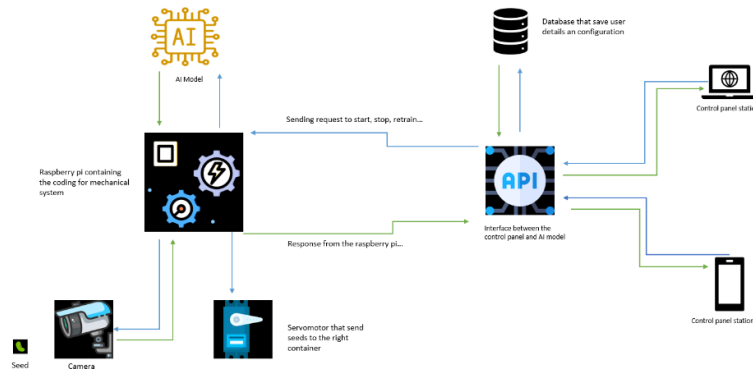 Database that save user
details an configuration
AI
AI Model
Control panel station
Sending request to start, stop, retrain...
Raspberry pi containing
the coding for mechanical
system
API
Interface between the
control panel and AI model
Response from the raspberry pi...
Servomotor that send
seeds to the right
container
Control panel station
Seed
Camera